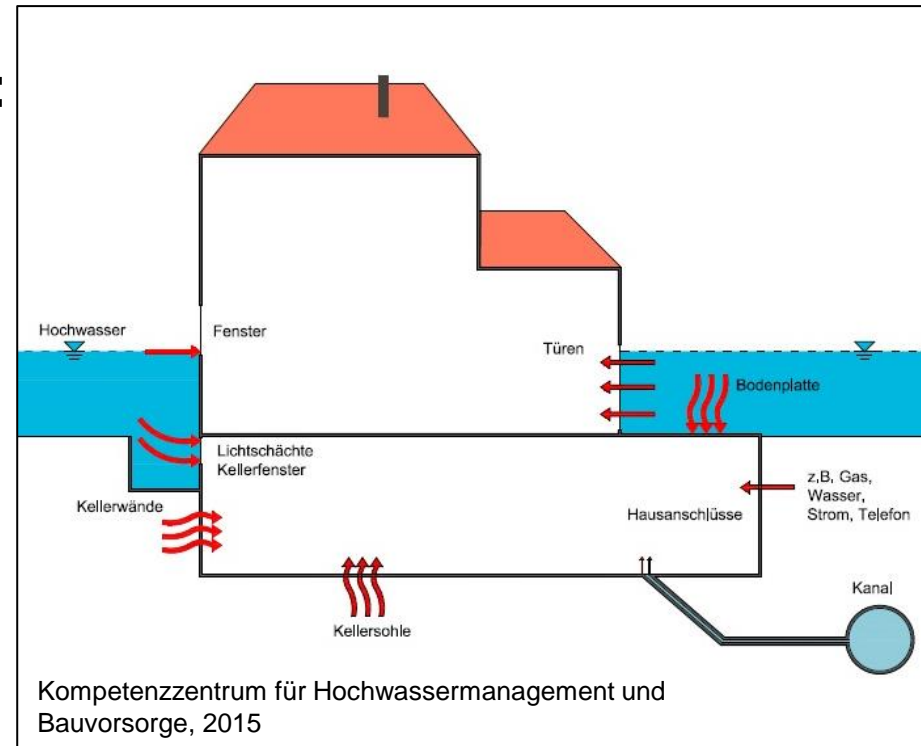 Hochwasser
Fenster
Türen
Bodenplatte
Lichtschächte
Kellerfenster
Kellerwände
z,B, Gas,
Wasser,
Strom, Telefon
Hausanschlüsse
Kanal
Kellersohle
Kompetenzzentrum für Hochwassermanagement und
Bauvorsorge, 2015